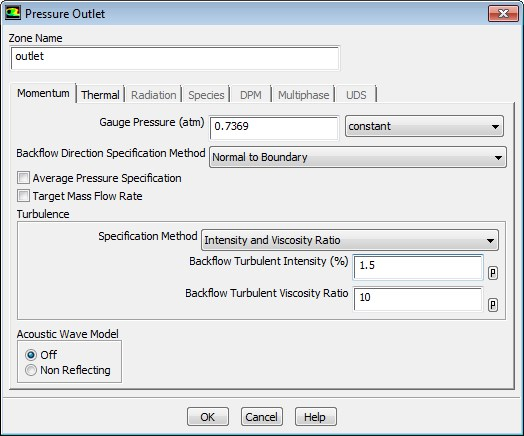 Pressure Outlet
Zone Name
outlet
Momentum Thermal Radiation Species DPM Multiphase UDS
Gauge Pressure (atm) 0.7369 constant
Backflow Direction Specification Method Normal to Boundary
Average Pressure Specification
Target Mass Flow Rate
Turbulence
Specification Method Intensity and Viscosity Ratio
Backflow Turbulent Intensity (%) 1.5 P
Backflow Turbulent Viscosity Ratio 10 P
Acoustic Wave Model
Off
Non Reflecting
OK Cancel Help